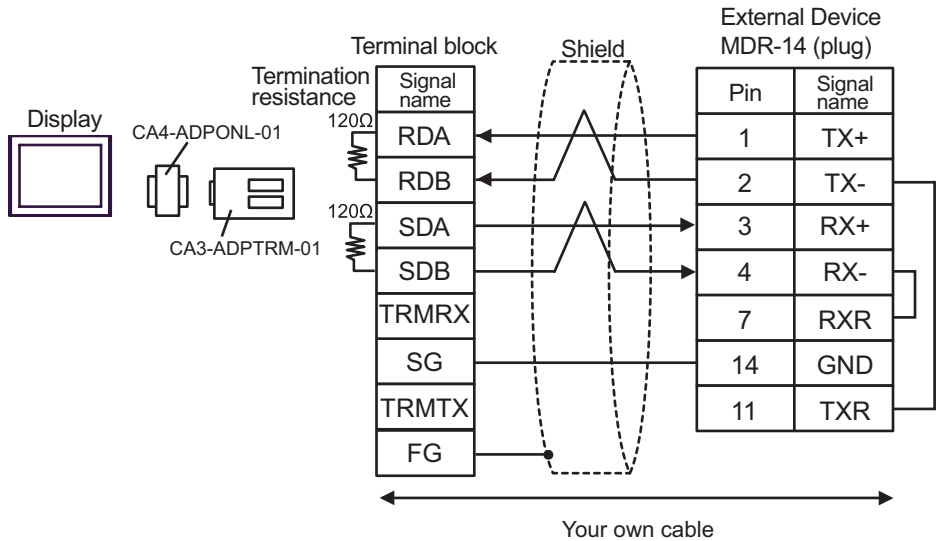 External Device
MDR-14 (plug)
Terminal block
Shield
Termination
resistance
Signal
name
Pin
Signal
name
Display
CA4-ADPONL-01
CA3-ADPTRM-01
120Ω
RDA
1
TX+
RDB
2
TX-
120Ω
SDA
3
RX+
SDB
4
RX-
TRMRX
7
RXR
SG
14
GND
TRMTX
11
TXR
FG
Your own cable